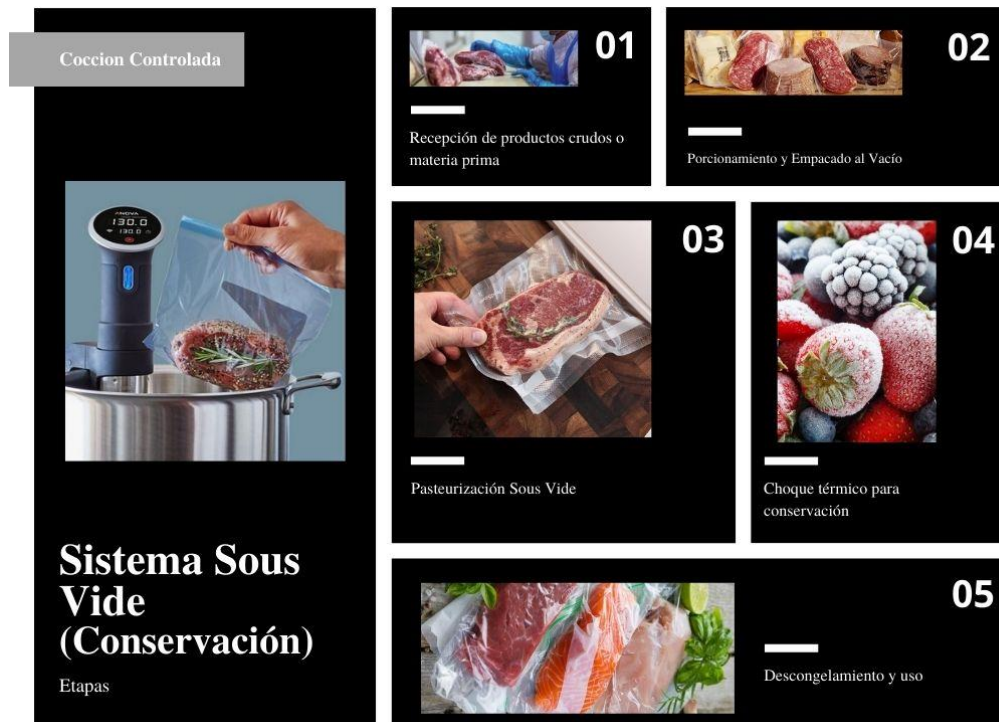 Coccion Controlada
ANOVA
130.0
130.0
Sistema Sous
Vide
(Conservación)
Etapas
01
Recepción de productos crudos o
materia prima
02
Porcionamiento y Empacado al Vacío
03
Pasteurización Sous Vide
04
Choque térmico para
conservación
05
Descongelamiento y uso